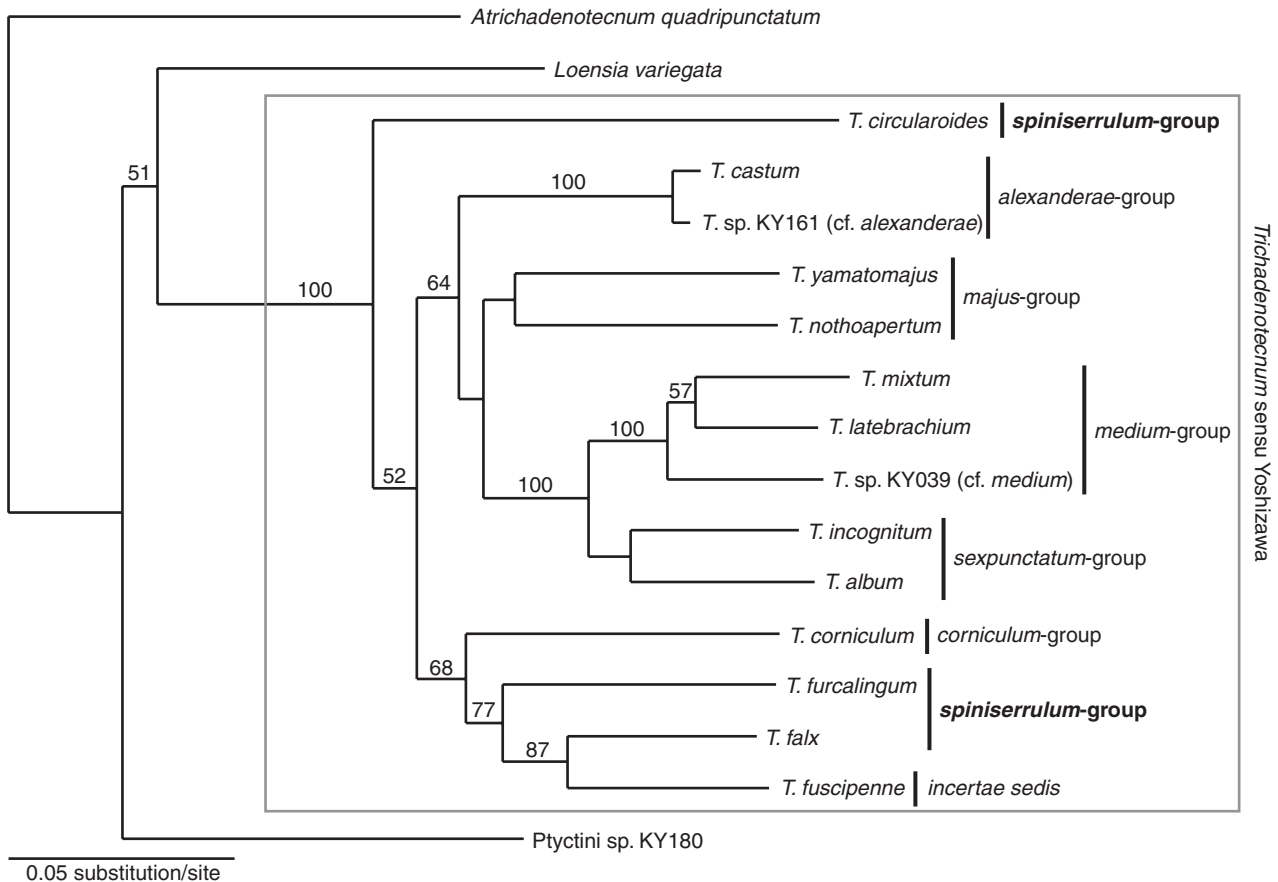 Atrichadenotecnum quadripunctatum
Loensia variegata
T. circularoides
spiniserrulum-group
51
T. castum
100
alexanderae-group
T. sp. KY161 (cf. alexanderae)
Trichadenotecnum sensu Yoshizawa
T. yamatomajus
64
100
majus-group
T. nothoapertum
T. mixtum
57
T. latebrachium
100
medium-group
52
T. sp. KY039 (cf. medium)
100
T. incognitum
sexpunctatum-group
T. album
T. corniculum
corniculum-group
68
T. furcalingum
77
spiniserrulum-group
T. falx
87
T. fuscipenne
incertae sedis
Ptyctini sp. KY180
0.05 substitution/site